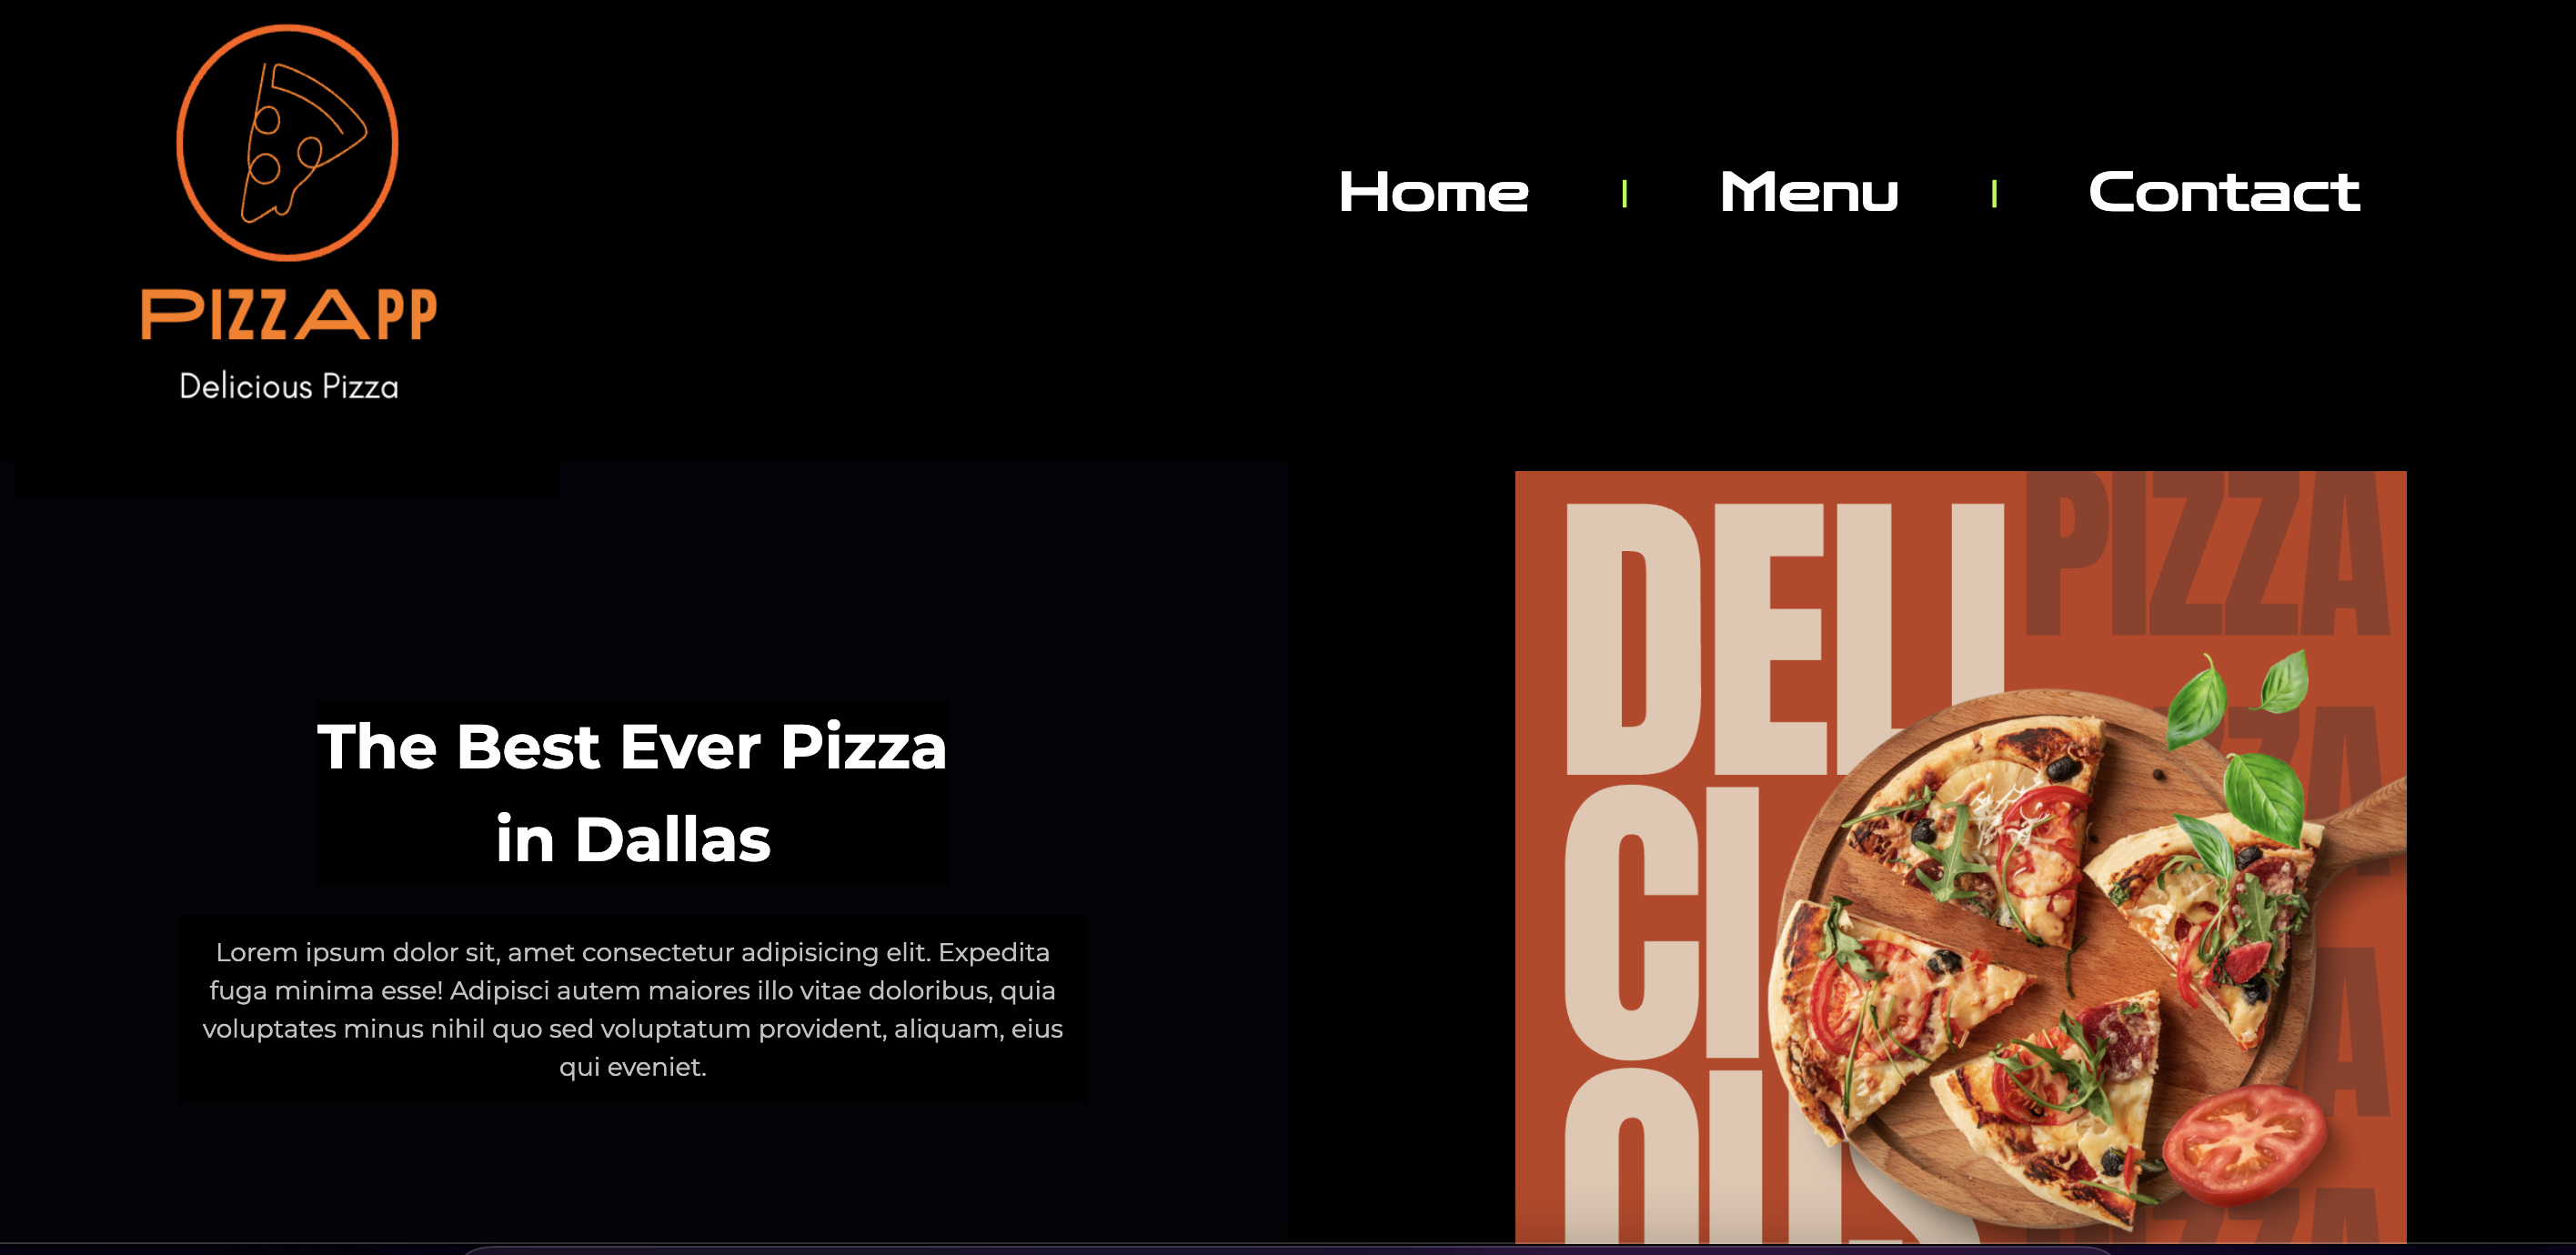 PIZZAPP
Delicious Pizza
Home | Menu | Contact
The Best Ever Pizza
in Dallas
Lorem ipsum dolor sit, amet consectetur adipisicing elit. Expedita
fuga minima esse! Adipisci autem maiores illo vitae doloribus, quia
voluptates minus nihil quo sed voluptatum provident, aliquam, eius
qui eveniet.
DELI
CI
OUS
PIZZA